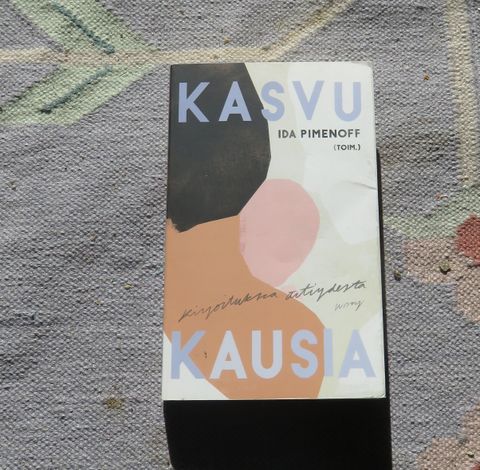 KASVU
IDA PIMENOFF
(TOIM.)
kirjoituksia äitiydestä
wsoy
KAUSIA